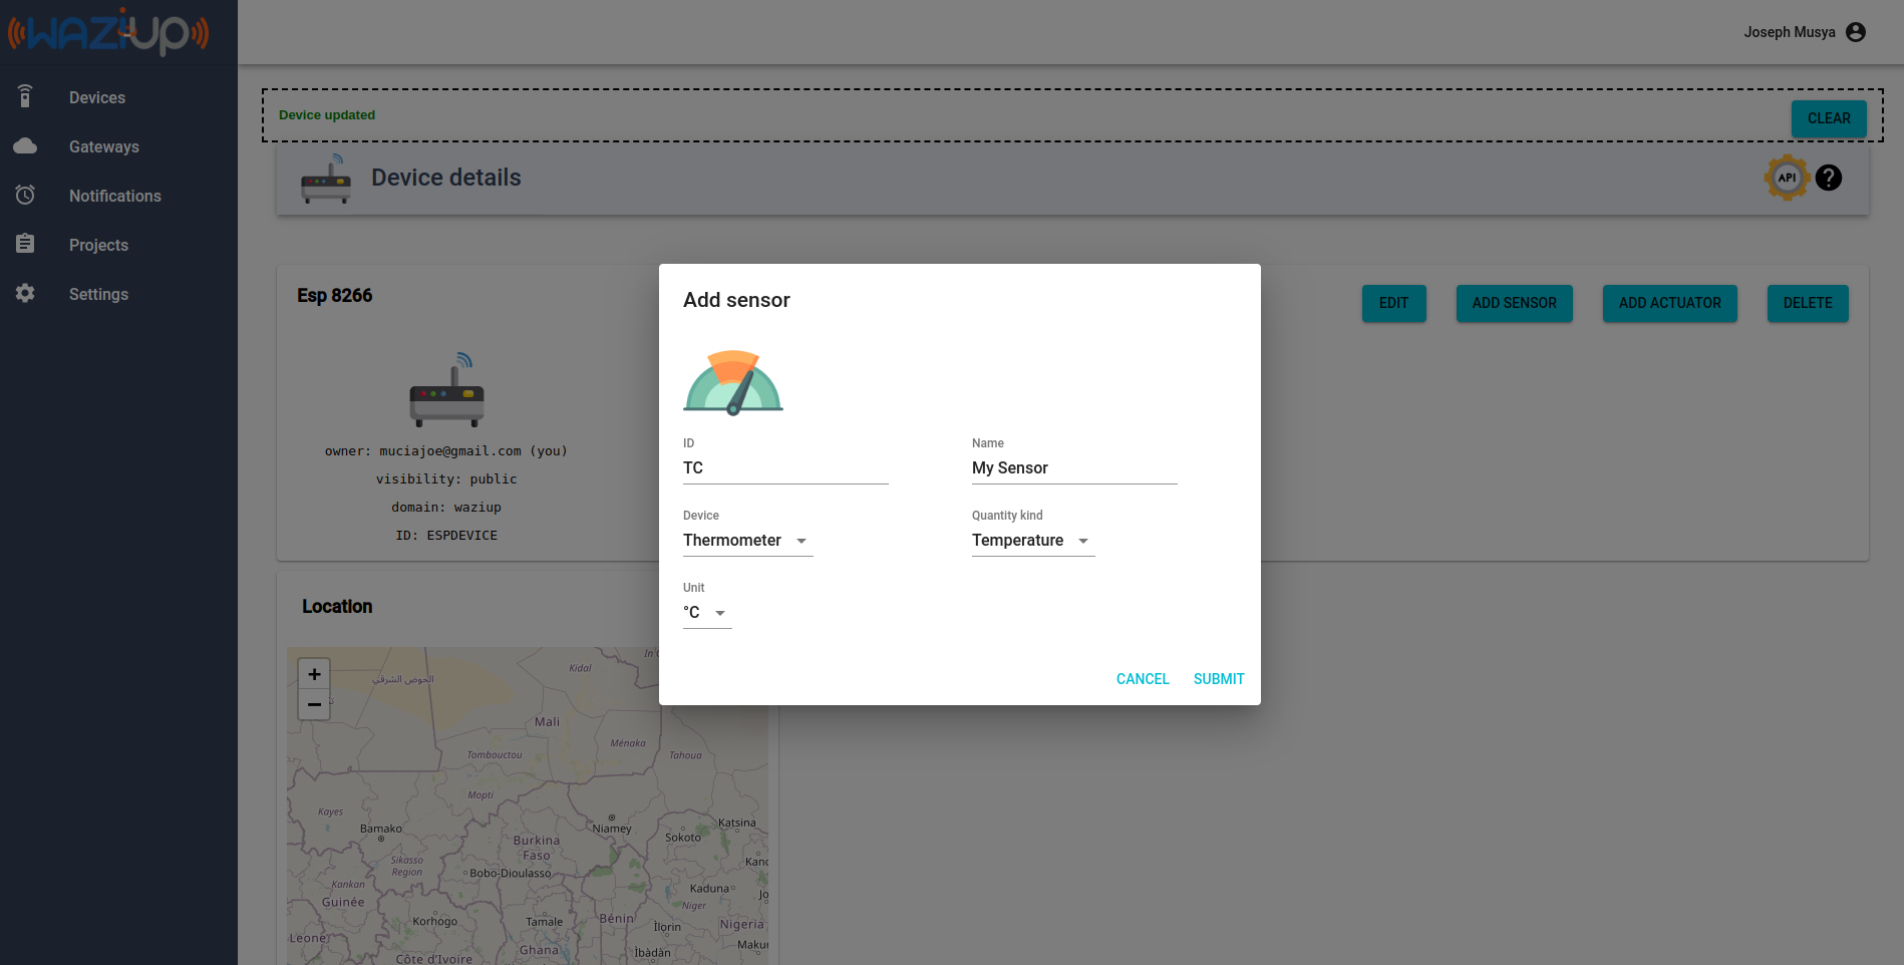 WAZIUP
Joseph Musya
Devices
Gateways
Notifications
Projects
Settings
Device updated
CLEAR
Device details
API
?
Esp 8266
EDIT
ADD SENSOR
ADD ACTUATOR
DELETE
owner: muciajoe@gmail.com (you)
visibility: public
domain: waziup
ID: ESPDEVICE
Add sensor
ID
TC
Name
My Sensor
Device
Thermometer
Quantity kind
Temperature
Unit
°C
CANCEL
SUBMIT
Location
+
−
الحوض الشرقي
Kidal
Mali
Ménaka
Tombouctou
Tahoua
Mopti
Kayes
Bamako
Niamey
Katsina
Sokoto
Burkina
Faso
Sikasso
Region
Bobo-Dioulasso
Kankan
Kaduna
Guinée
Niger
Korhogo
Tamale
Bénin
Ìlọrin
Nigeria
Leone
Ghana
Ìbàdàn
Côte d'Ivoire